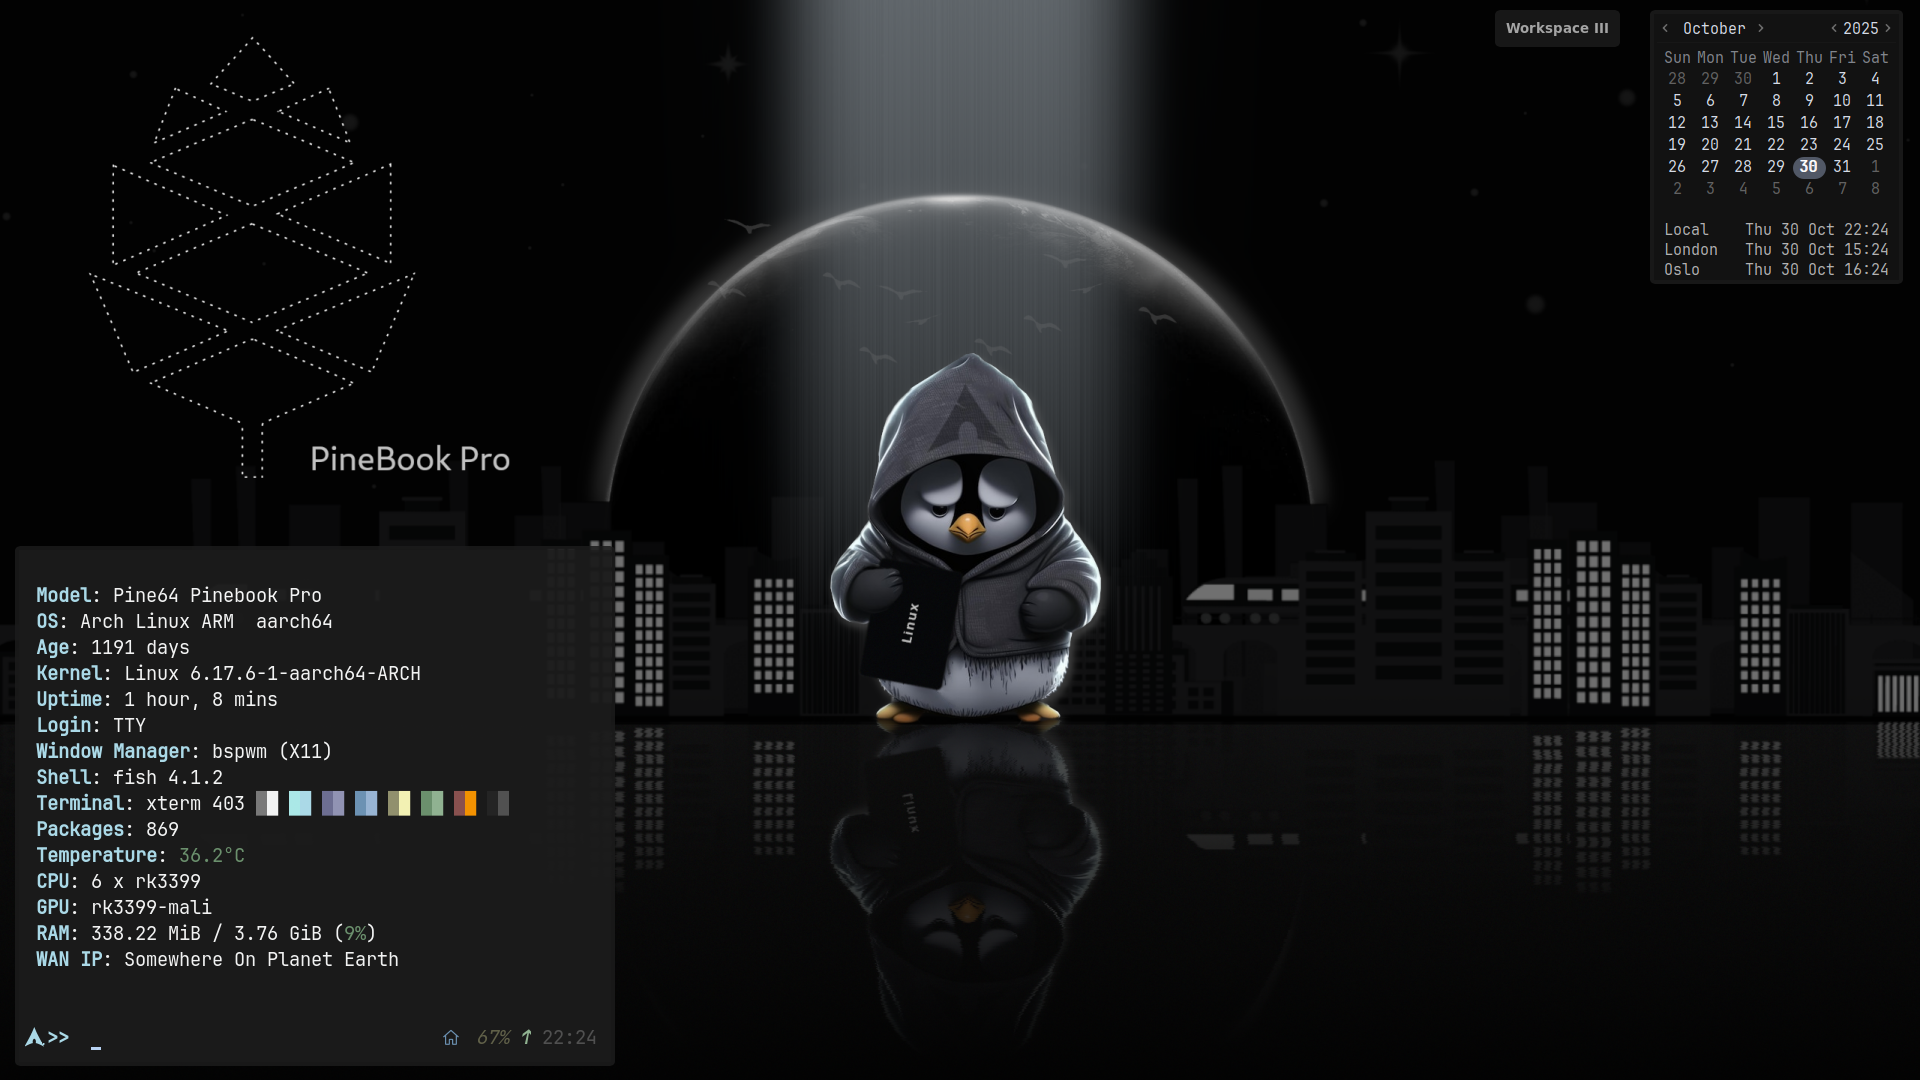 Workspace III
‹ October › ‹ 2025 ›
Sun Mon Tue Wed Thu Fri Sat
28 29 30 1 2 3 4
5 6 7 8 9 10 11
12 13 14 15 16 17 18
19 20 21 22 23 24 25
26 27 28 29 30 31 1
2 3 4 5 6 7 8
Local Thu 30 Oct 22:24
London Thu 30 Oct 15:24
Oslo Thu 30 Oct 16:24
PineBook Pro
Linux
Model: Pine64 Pinebook Pro
OS: Arch Linux ARM aarch64
Age: 1191 days
Kernel: Linux 6.17.6-1-aarch64-ARCH
Uptime: 1 hour, 8 mins
Login: TTY
Window Manager: bspwm (X11)
Shell: fish 4.1.2
Terminal: xterm 403
Packages: 869
Temperature: 36.2°C
CPU: 6 x rk3399
GPU: rk3399-mali
RAM: 338.22 MiB / 3.76 GiB (9%)
WAN IP: Somewhere On Planet Earth
>> _ 67% ↑ 22:24